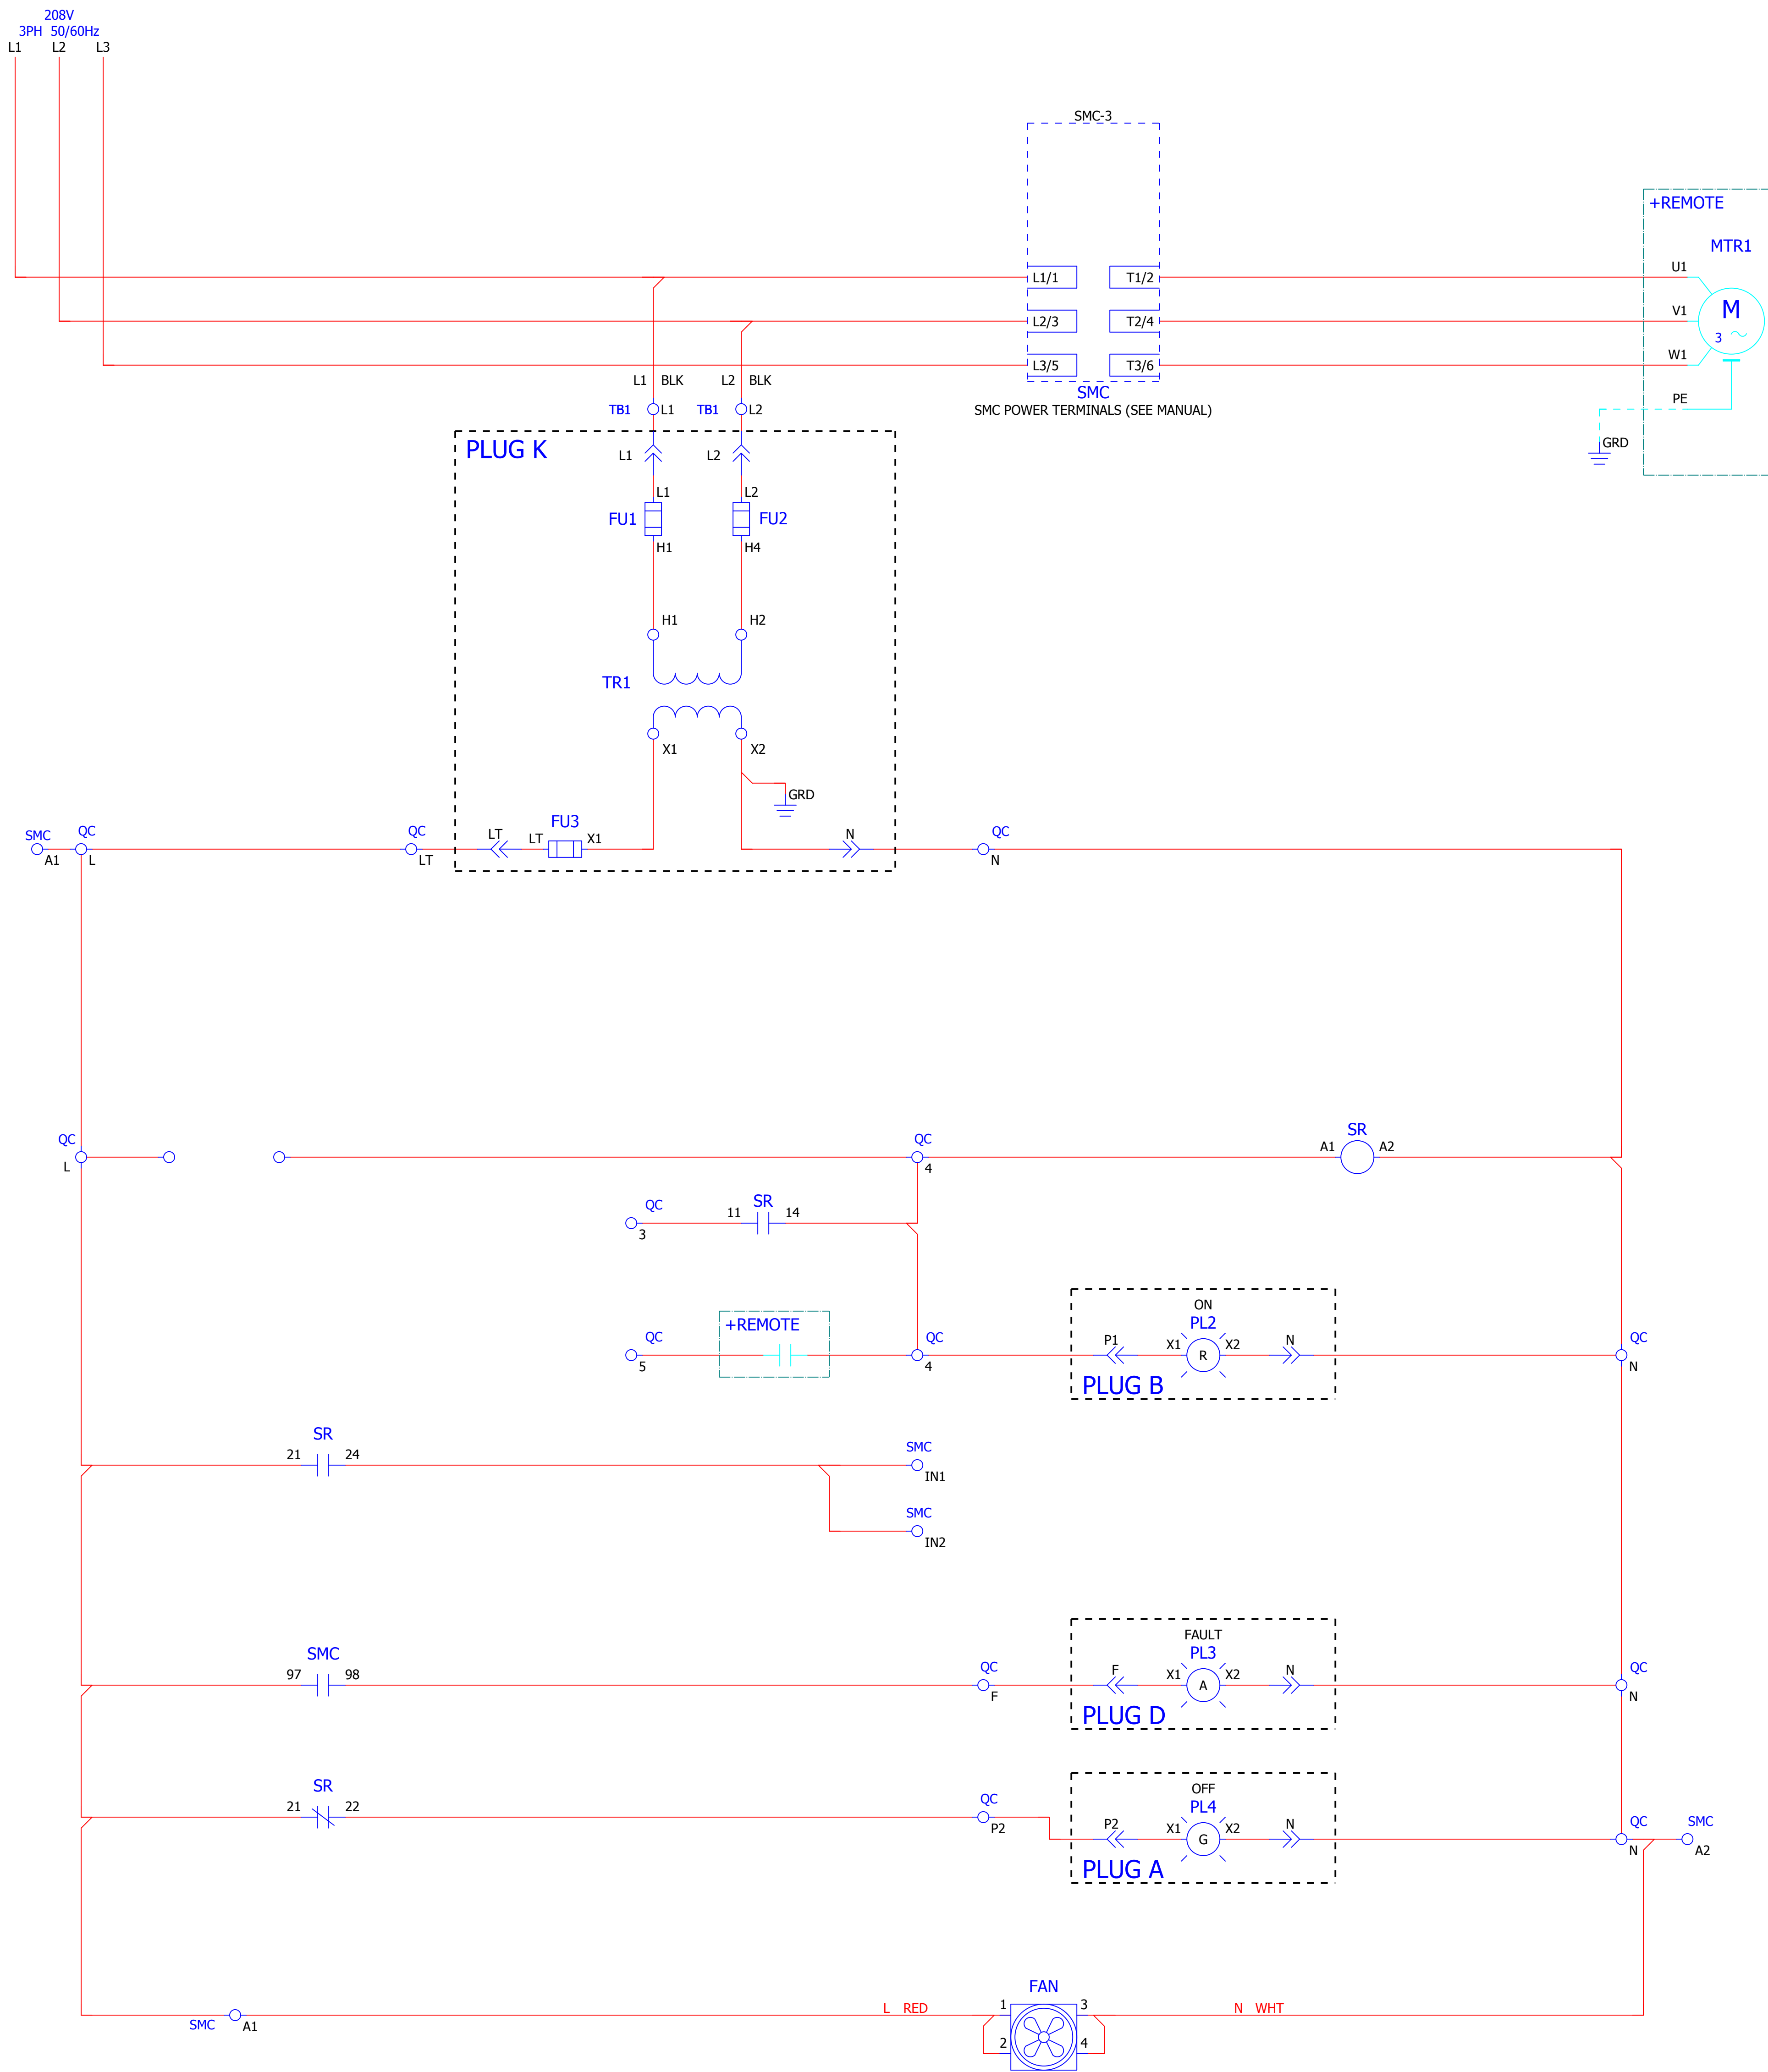 208V
3PH 50/60Hz
L1 L2 L3
SMC-3
+REMOTE
MTR1
L1/1 T1/2 U1
L2/3 T2/4 V1 M
3
L3/5 T3/6 W1
L1 BLK L2 BLK
SMC
PE
TB1 L1 TB1 L2
SMC POWER TERMINALS (SEE MANUAL)
GRD
PLUG K
L1 L2
L1 L2
FU1 FU2
H1 H4
H1 H2
TR1
X1 X2
GRD
FU3
SMC QC QC LT LT X1 N QC
A1 L LT N
QC QC SR
A1 A2
L 4
QC SR
11 14
3
ON
+REMOTE PL2
QC QC P1 X1 X2 N QC
R
5 4 N
PLUG B
SR
21 24 SMC
IN1
SMC
IN2
FAULT
SMC PL3
97 98 QC F X1 X2 N QC
A
F N
PLUG D
SR OFF
21 22 QC PL4
P2 P2 X1 X2 N QC SMC
G
N A2
PLUG A
FAN
L RED 1 3 N WHT
SMC A1
2 4